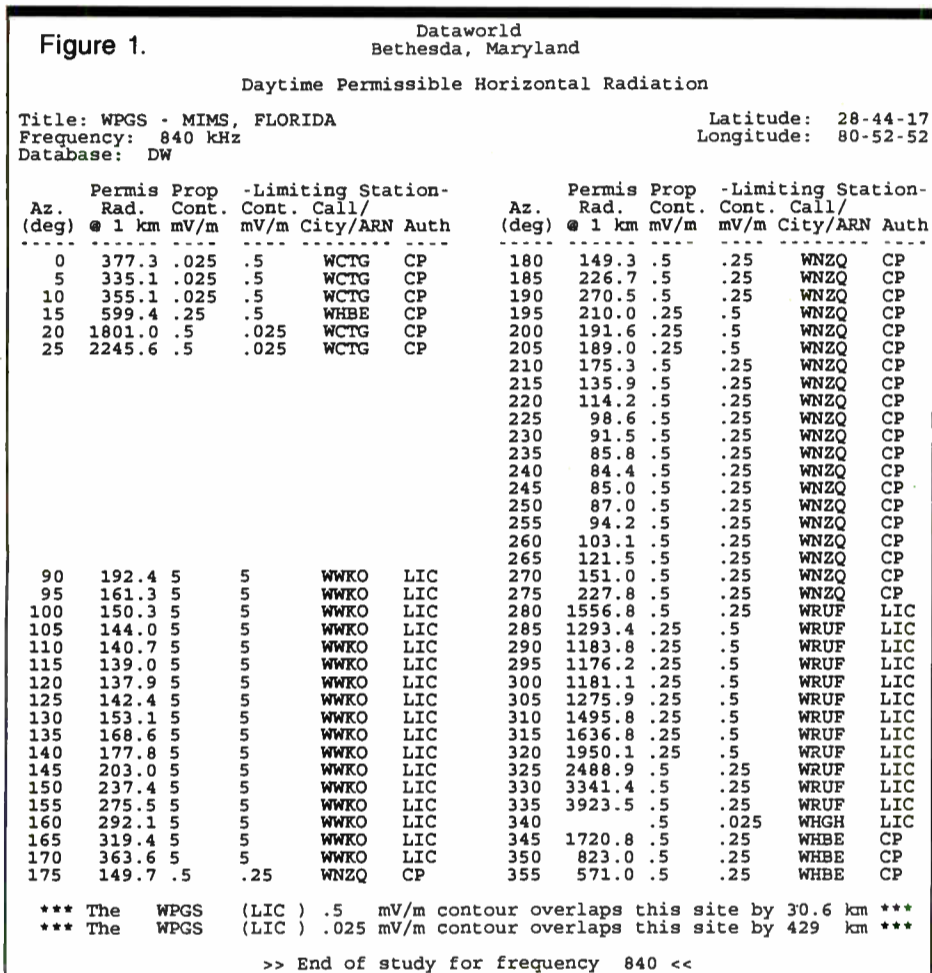 Figure 1.
Dataworld
Bethesda, Maryland
Daytime Permissible Horizontal Radiation
Title: WPGS - MIMS, FLORIDA Latitude: 28-44-17
Frequency: 840 kHz Longitude: 80-52-52
Database: DW
Permis Prop -Limiting Station- Permis Prop -Limiting Station-
Az. Rad. Cont. Cont. Call/ Az. Rad. Cont. Cont. Call/
(deg) @ 1 km mV/m mV/m City/ARN Auth (deg) @ 1 km mV/m mV/m City/ARN Auth
----- ------ ---- ---- -------- ---- ----- ------ ---- ---- -------- ----
0 377.3 .025 .5 WCTG CP 180 149.3 .5 .25 WNZQ CP
5 335.1 .025 .5 WCTG CP 185 226.7 .5 .25 WNZQ CP
10 355.1 .025 .5 WCTG CP 190 270.5 .5 .25 WNZQ CP
15 599.4 .25 .5 WHBE CP 195 210.0 .25 .5 WNZQ CP
20 1801.0 .5 .025 WCTG CP 200 191.6 .25 .5 WNZQ CP
25 2245.6 .5 .025 WCTG CP 205 189.0 .25 .5 WNZQ CP
210 175.3 .5 .25 WNZQ CP
215 135.9 .5 .25 WNZQ CP
220 114.2 .5 .25 WNZQ CP
225 98.6 .5 .25 WNZQ CP
230 91.5 .5 .25 WNZQ CP
235 85.8 .5 .25 WNZQ CP
240 84.4 .5 .25 WNZQ CP
245 85.0 .5 .25 WNZQ CP
250 87.0 .5 .25 WNZQ CP
255 94.2 .5 .25 WNZQ CP
260 103.1 .5 .25 WNZQ CP
265 121.5 .5 .25 WNZQ CP
90 192.4 5 5 WWKO LIC 270 151.0 .5 .25 WNZQ CP
95 161.3 5 5 WWKO LIC 275 227.8 .5 .25 WNZQ CP
100 150.3 5 5 WWKO LIC 280 1556.8 .5 .25 WRUF LIC
105 144.0 5 5 WWKO LIC 285 1293.4 .25 .5 WRUF LIC
110 140.7 5 5 WWKO LIC 290 1183.8 .25 .5 WRUF LIC
115 139.0 5 5 WWKO LIC 295 1176.2 .25 .5 WRUF LIC
120 137.9 5 5 WWKO LIC 300 1181.1 .25 .5 WRUF LIC
125 142.4 5 5 WWKO LIC 305 1275.9 .25 .5 WRUF LIC
130 153.1 5 5 WWKO LIC 310 1495.8 .25 .5 WRUF LIC
135 168.6 5 5 WWKO LIC 315 1636.8 .25 .5 WRUF LIC
140 177.8 5 5 WWKO LIC 320 1950.1 .25 .5 WRUF LIC
145 203.0 5 5 WWKO LIC 325 2488.9 .5 .25 WRUF LIC
150 237.4 5 5 WWKO LIC 330 3341.4 .5 .25 WRUF LIC
155 275.5 5 5 WWKO LIC 335 3923.5 .5 .25 WRUF LIC
160 292.1 5 5 WWKO LIC 340 .5 .025 WHGH LIC
165 319.4 5 5 WWKO LIC 345 1720.8 .5 .25 WHBE CP
170 363.6 5 5 WWKO LIC 350 823.0 .5 .25 WHBE CP
175 149.7 .5 .25 WNZQ CP 355 571.0 .5 .25 WHBE CP
*** The WPGS (LIC ) .5 mV/m contour overlaps this site by 30.6 km ***
*** The WPGS (LIC ) .025 mV/m contour overlaps this site by 429 km ***
>> End of study for frequency 840 <<